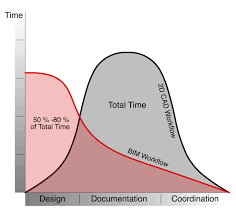 Time
2D CAD Workflow
Total Time
50 % -80 %
of Total Time
BIM Workflow
Design
Documentation
Coordination